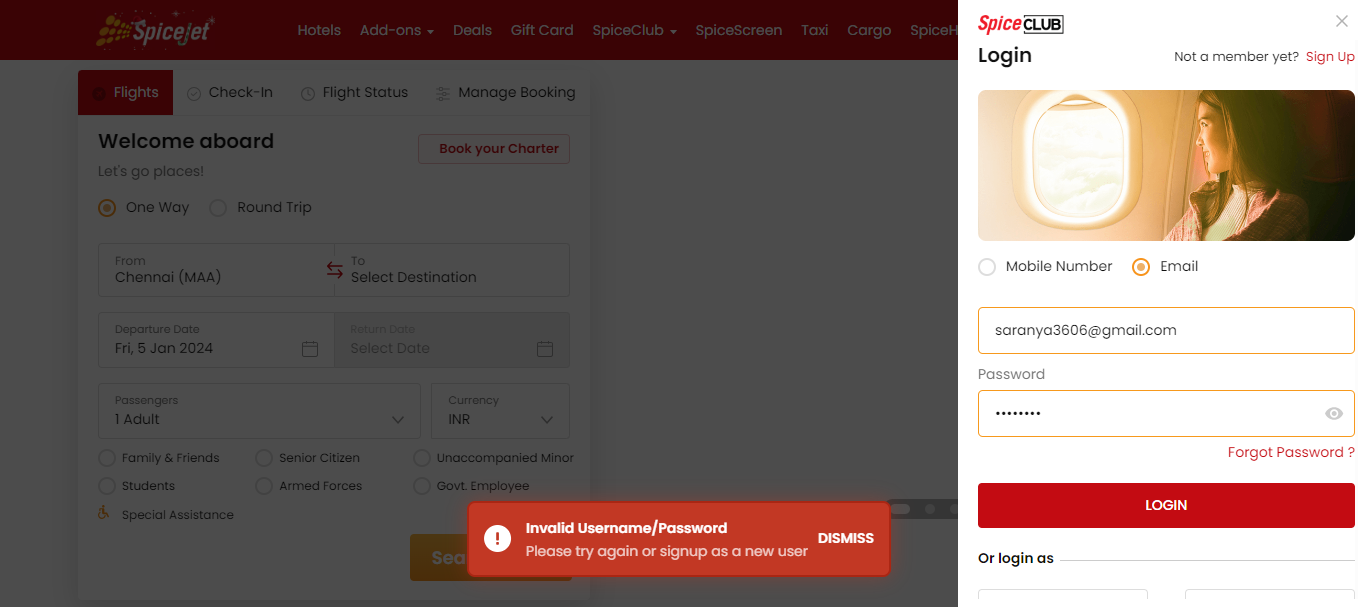 SpiceJet
Hotels Add-ons Deals Gift Card SpiceClub SpiceScreen Taxi Cargo SpiceH
Flights Check-In Flight Status Manage Booking
Welcome aboard
Book your Charter
Let's go places!
One Way Round Trip
From To
Chennai (MAA) Select Destination
Departure Date Return Date
Fri, 5 Jan 2024 Select Date
Passengers Currency
1 Adult INR
Family & Friends Senior Citizen Unaccompanied Minor
Students Armed Forces Govt. Employee
Special Assistance
Sea
Invalid Username/Password
Please try again or signup as a new user
DISMISS
SpiceCLUB
Login
Not a member yet? Sign Up
Mobile Number Email
saranya3606@gmail.com
Password
••••••••
Forgot Password ?
LOGIN
Or login as